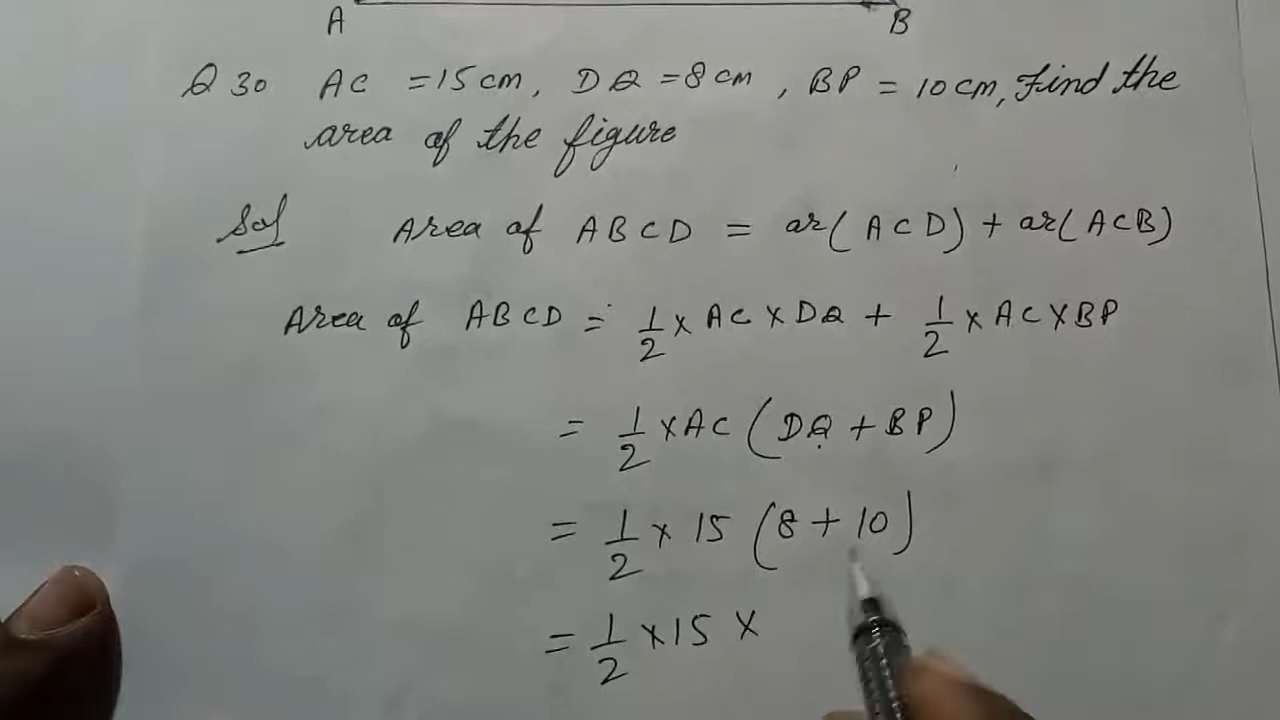 A B
Q 30 AC = 15 cm, DQ = 8 cm, BP = 10 cm, Find the
area of the figure
Sol Area of ABCD = ar(ACD) + ar(ACB)
Area of ABCD = 1/2 × AC × DQ + 1/2 × AC × BP
= 1/2 × AC (DQ + BP)
= 1/2 × 15 (8 + 10)
= 1/2 × 15 ×